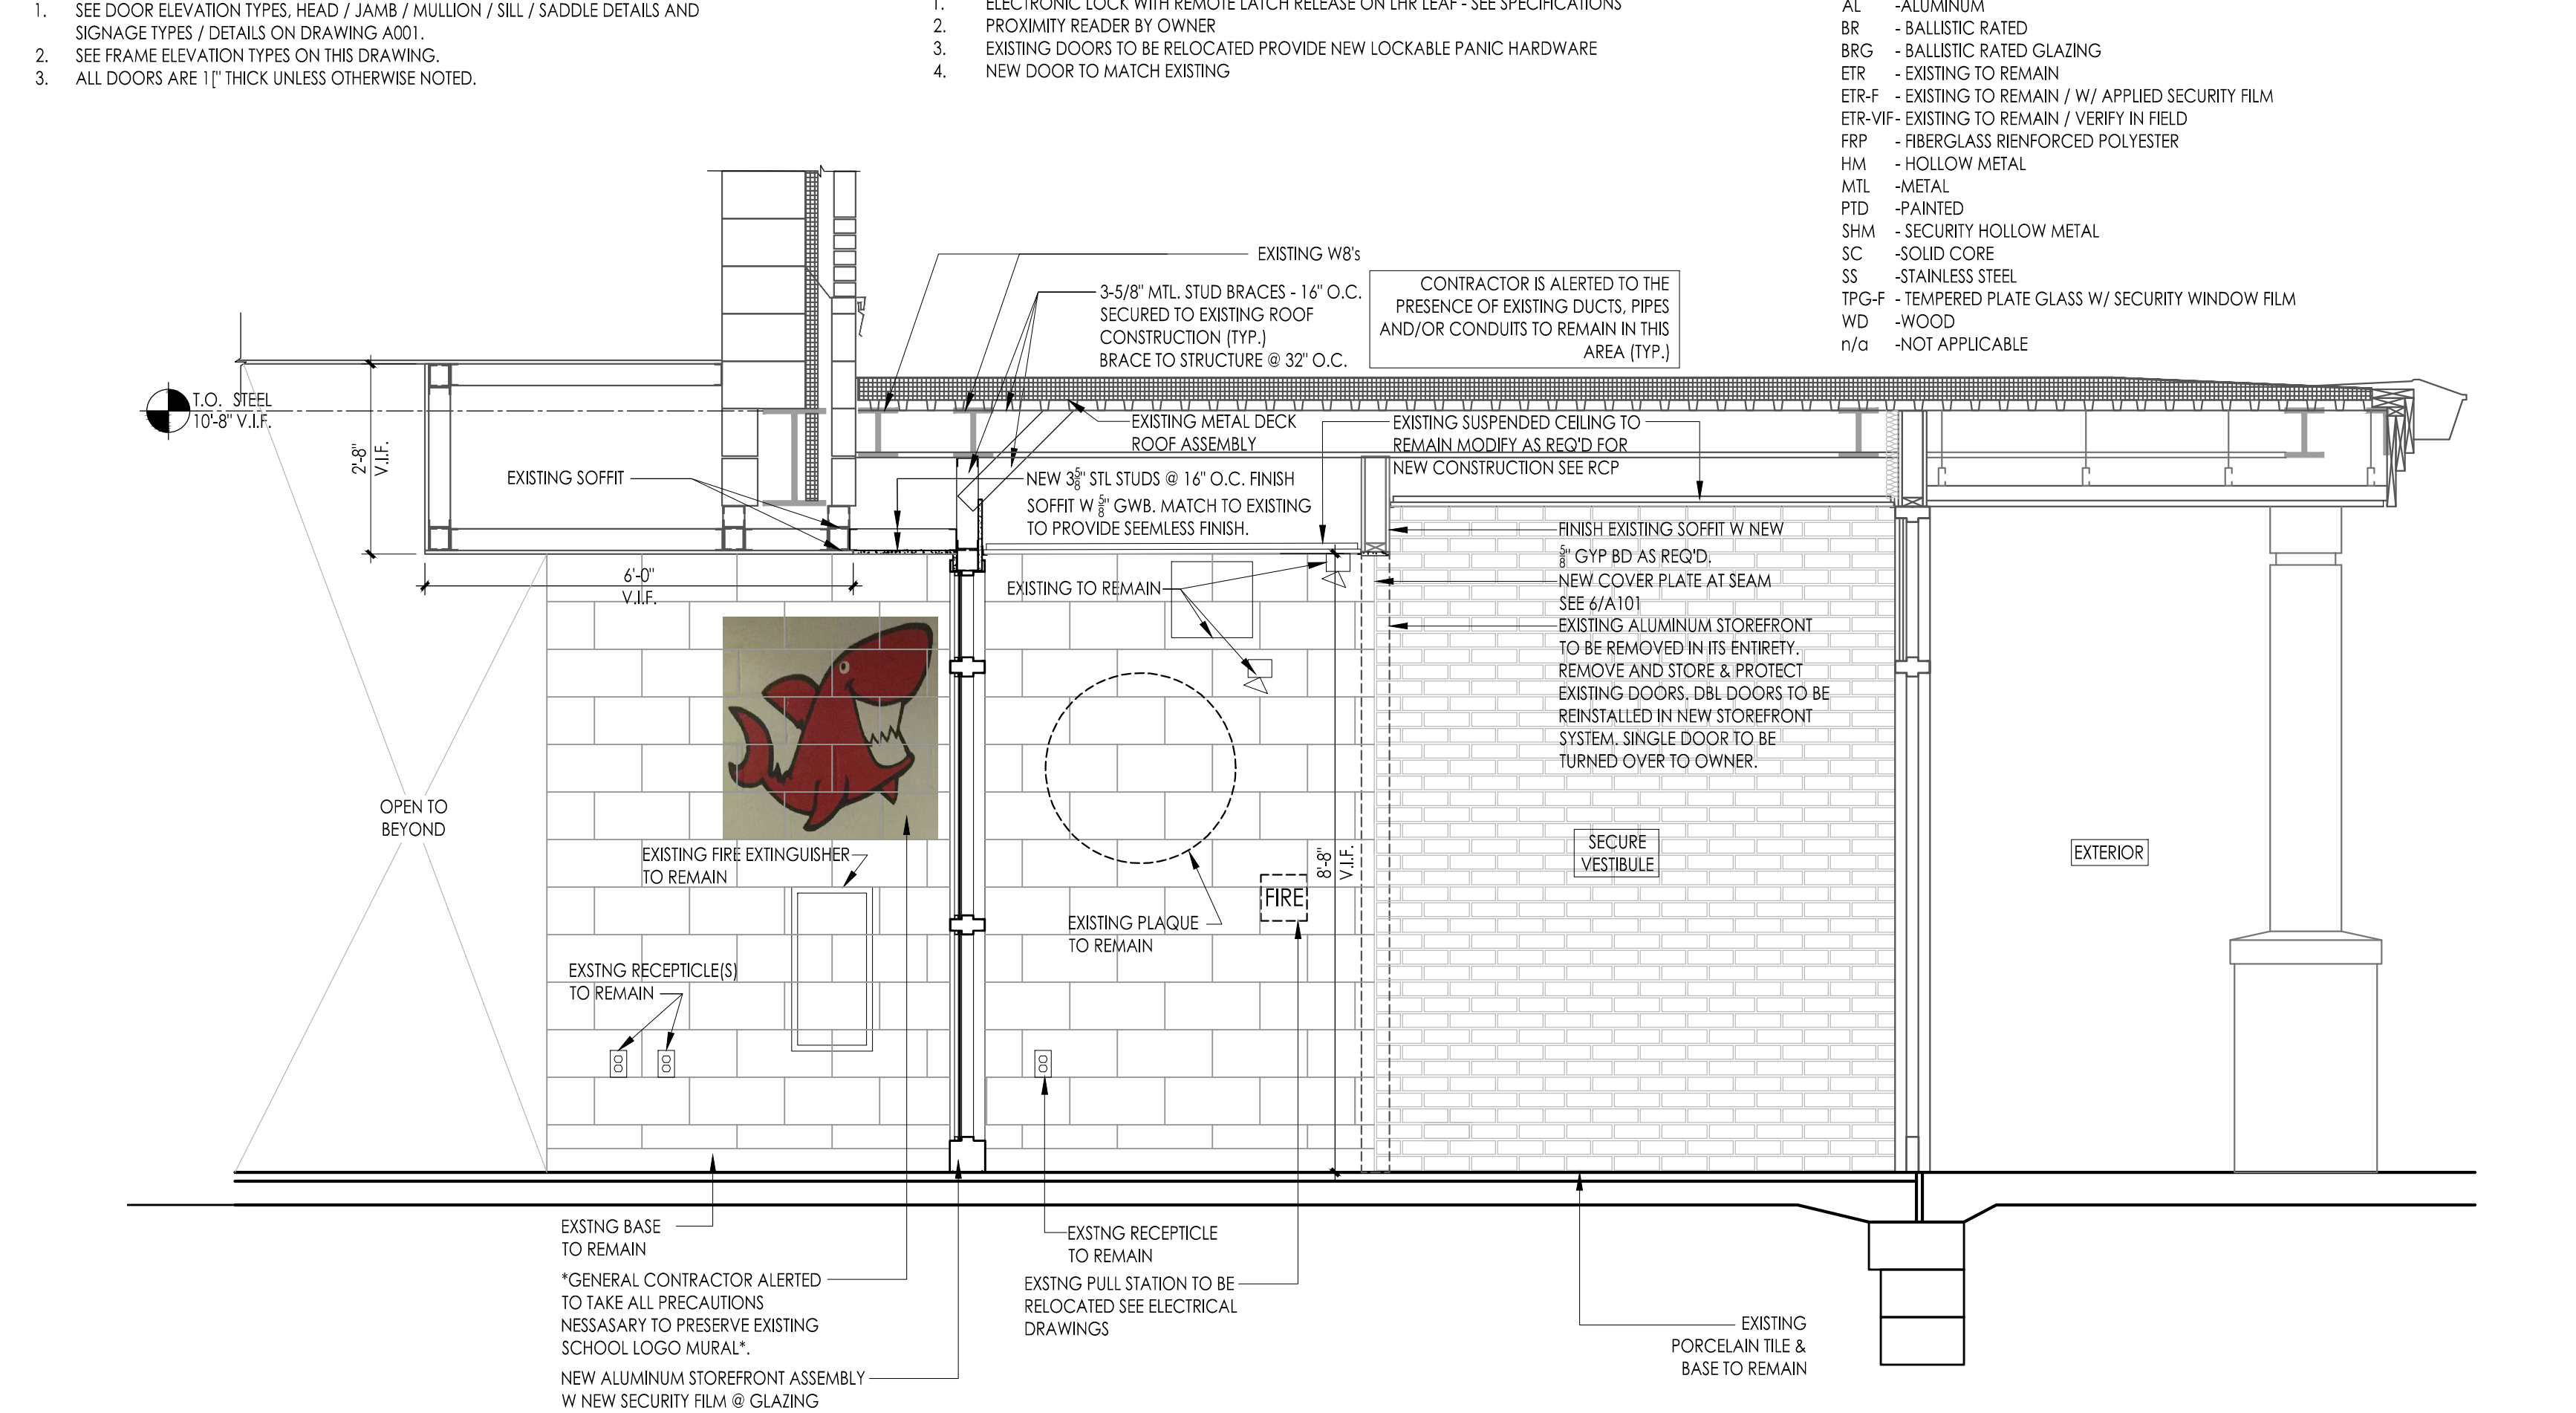 1. SEE DOOR ELEVATION TYPES, HEAD / JAMB / MULLION / SILL / SADDLE DETAILS AND
SIGNAGE TYPES / DETAILS ON DRAWING A001.
2. SEE FRAME ELEVATION TYPES ON THIS DRAWING.
3. ALL DOORS ARE 1[" THICK UNLESS OTHERWISE NOTED.
1. ELECTRONIC LOCK WITH REMOTE LATCH RELEASE ON LHR LEAF - SEE SPECIFICATIONS
2. PROXIMITY READER BY OWNER
3. EXISTING DOORS TO BE RELOCATED PROVIDE NEW LOCKABLE PANIC HARDWARE
4. NEW DOOR TO MATCH EXISTING
AL -ALUMINUM
BR - BALLISTIC RATED
BRG - BALLISTIC RATED GLAZING
ETR - EXISTING TO REMAIN
ETR-F - EXISTING TO REMAIN / W/ APPLIED SECURITY FILM
ETR-VIF- EXISTING TO REMAIN / VERIFY IN FIELD
FRP - FIBERGLASS RIENFORCED POLYESTER
HM - HOLLOW METAL
MTL -METAL
PTD -PAINTED
SHM - SECURITY HOLLOW METAL
SC -SOLID CORE
SS -STAINLESS STEEL
TPG-F - TEMPERED PLATE GLASS W/ SECURITY WINDOW FILM
WD -WOOD
n/a -NOT APPLICABLE
EXISTING W8's
3-5/8" MTL. STUD BRACES - 16" O.C.
SECURED TO EXISTING ROOF
CONSTRUCTION (TYP.)
BRACE TO STRUCTURE @ 32" O.C.
CONTRACTOR IS ALERTED TO THE
PRESENCE OF EXISTING DUCTS, PIPES
AND/OR CONDUITS TO REMAIN IN THIS
AREA (TYP.)
T.O. STEEL
10'-8" V.I.F.
2'-8"
V.I.F.
EXISTING SOFFIT
EXISTING METAL DECK
ROOF ASSEMBLY
EXISTING SUSPENDED CEILING TO
REMAIN MODIFY AS REQ'D FOR
NEW CONSTRUCTION SEE RCP
NEW 3⅝" STL STUDS @ 16" O.C. FINISH
SOFFIT W ⅝" GWB. MATCH TO EXISTING
TO PROVIDE SEEMLESS FINISH.
FINISH EXISTING SOFFIT W NEW
⅝" GYP BD AS REQ'D.
NEW COVER PLATE AT SEAM
SEE 6/A101
EXISTING ALUMINUM STOREFRONT
TO BE REMOVED IN ITS ENTIRETY.
REMOVE AND STORE & PROTECT
EXISTING DOORS. DBL DOORS TO BE
REINSTALLED IN NEW STOREFRONT
SYSTEM. SINGLE DOOR TO BE
TURNED OVER TO OWNER.
6'-0"
V.I.F.
EXISTING TO REMAIN
OPEN TO
BEYOND
EXISTING FIRE EXTINGUISHER
TO REMAIN
8'-8"
V.I.F.
SECURE
VESTIBULE
EXTERIOR
FIRE
EXISTING PLAQUE
TO REMAIN
EXSTNG RECEPTICLE(S)
TO REMAIN
EXSTNG BASE
TO REMAIN
*GENERAL CONTRACTOR ALERTED
TO TAKE ALL PRECAUTIONS
NESSASARY TO PRESERVE EXISTING
SCHOOL LOGO MURAL*.
NEW ALUMINUM STOREFRONT ASSEMBLY
W NEW SECURITY FILM @ GLAZING
EXSTNG RECEPTICLE
TO REMAIN
EXSTNG PULL STATION TO BE
RELOCATED SEE ELECTRICAL
DRAWINGS
EXISTING
PORCELAIN TILE &
BASE TO REMAIN